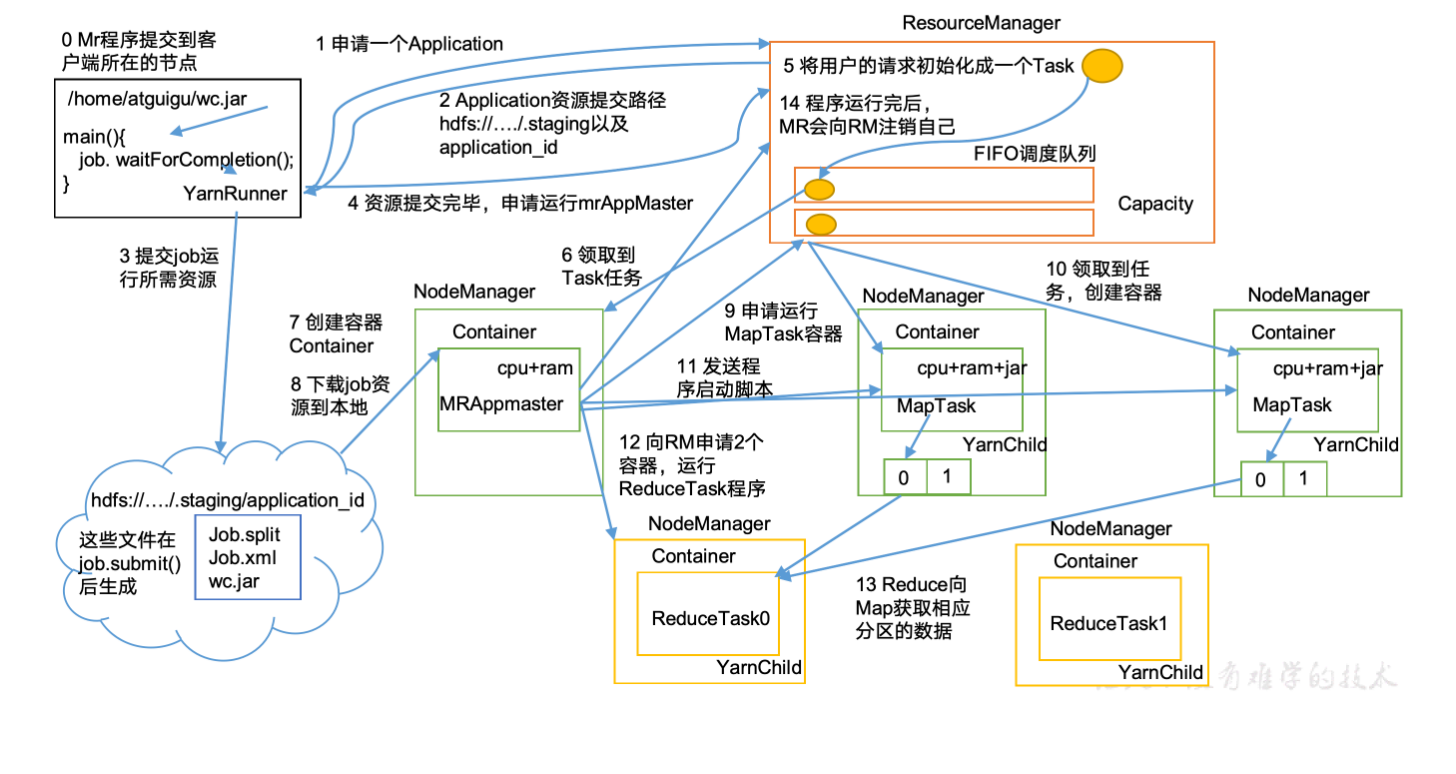 ResourceManager
0 Mr程序提交到客
户端所在的节点
1 申请一个Application
/home/atguigu/wc.jar
main(){
job. waitForCompletion();
}
YarnRunner
2 Application资源提交路径
hdfs://…./.staging以及
application_id
5 将用户的请求初始化成一个Task
14 程序运行完后，
MR会向RM注销自己
FIFO调度队列
Capacity
4 资源提交完毕，申请运行mrAppMaster
3 提交job运
行所需资源
6 领取到
Task任务
10 领取到任
务，创建容器
NodeManager
Container
cpu+ram
MRAppmaster
7 创建容器
Container
8 下载job资
源到本地
9 申请运行
MapTask容器
11 发送程
序启动脚本
NodeManager
Container
cpu+ram+jar
MapTask
YarnChild
0
1
NodeManager
Container
cpu+ram+jar
MapTask
YarnChild
0
1
12 向RM申请2个
容器，运行
ReduceTask程序
hdfs://…./.staging/application_id
这些文件在
job.submit()
后生成
Job.split
Job.xml
wc.jar
NodeManager
Container
ReduceTask0
YarnChild
13 Reduce向
Map获取相应
分区的数据
NodeManager
Container
ReduceTask1
YarnChild
有难学的技术